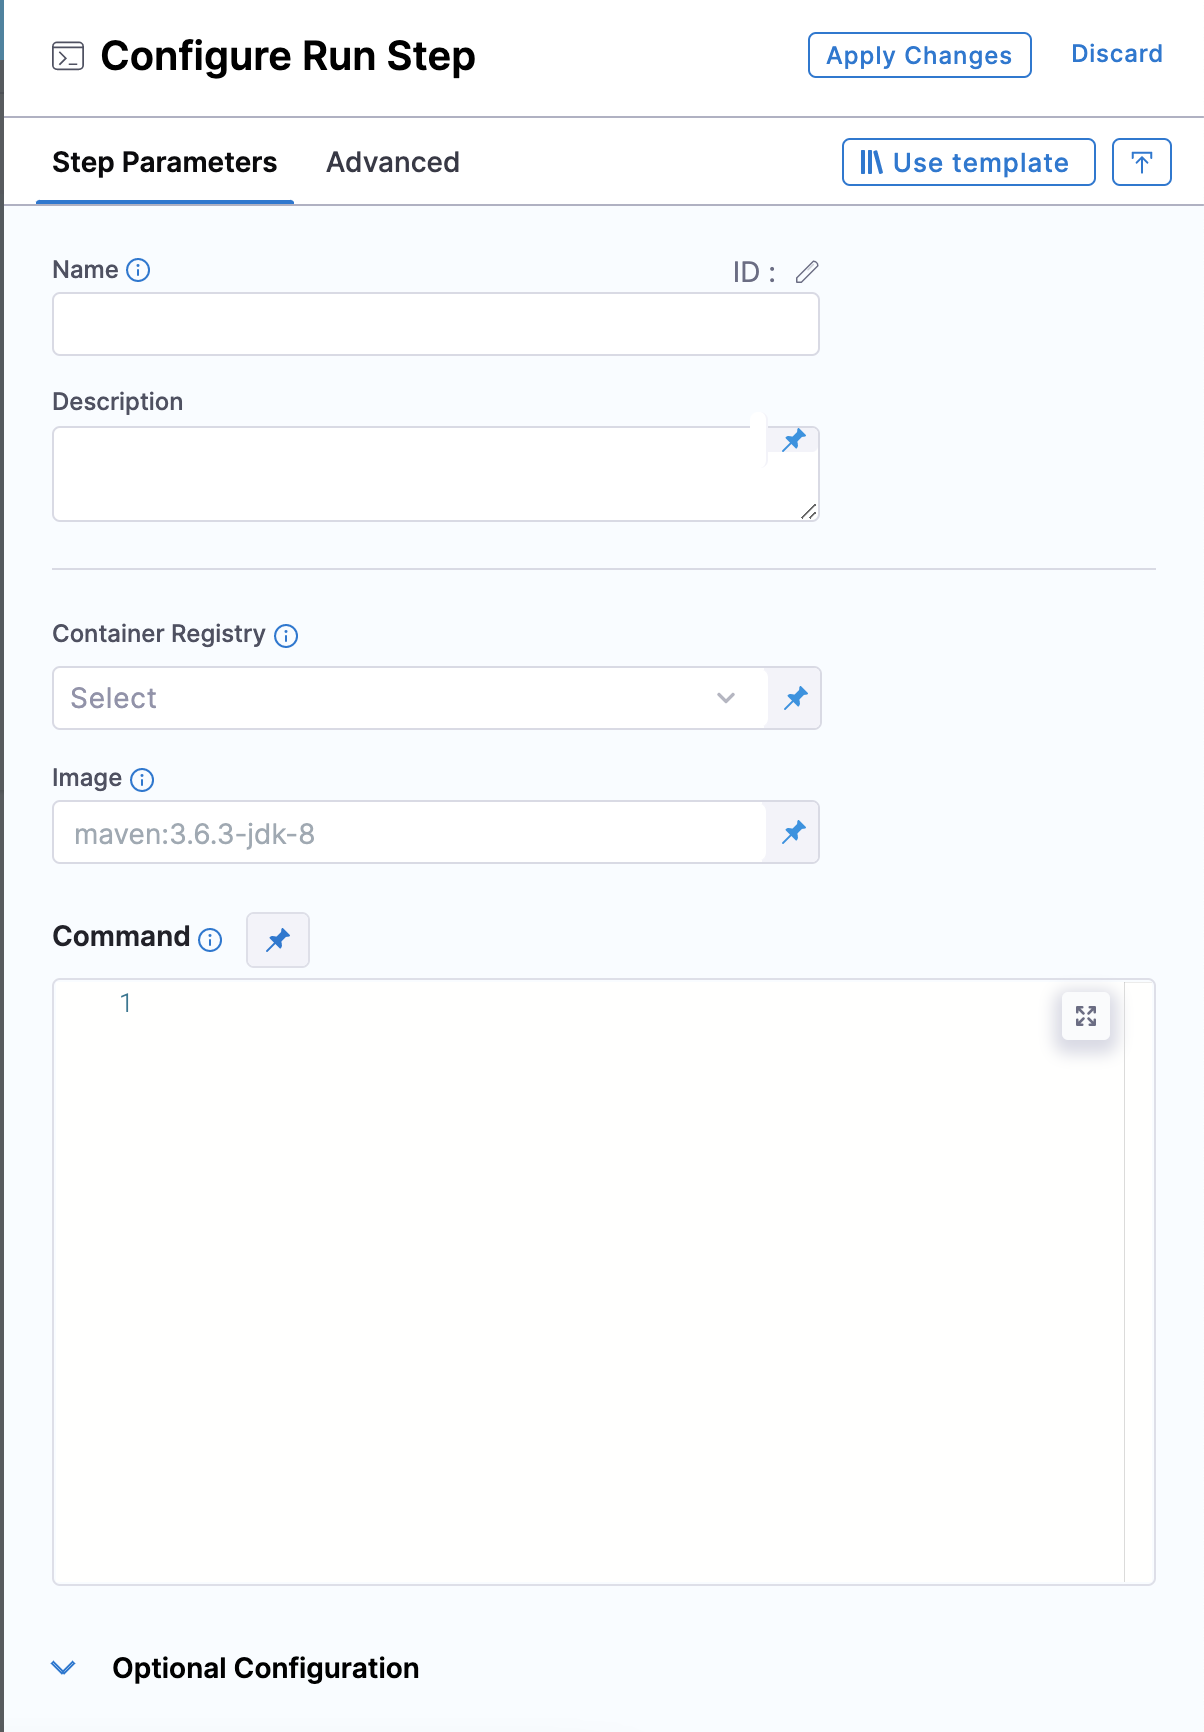 Configure Run Step
Apply Changes
Discard
Step Parameters
Advanced
Use template
Name
ID :
Description
Container Registry
Select
Image
maven:3.6.3-jdk-8
Command
1
Optional Configuration